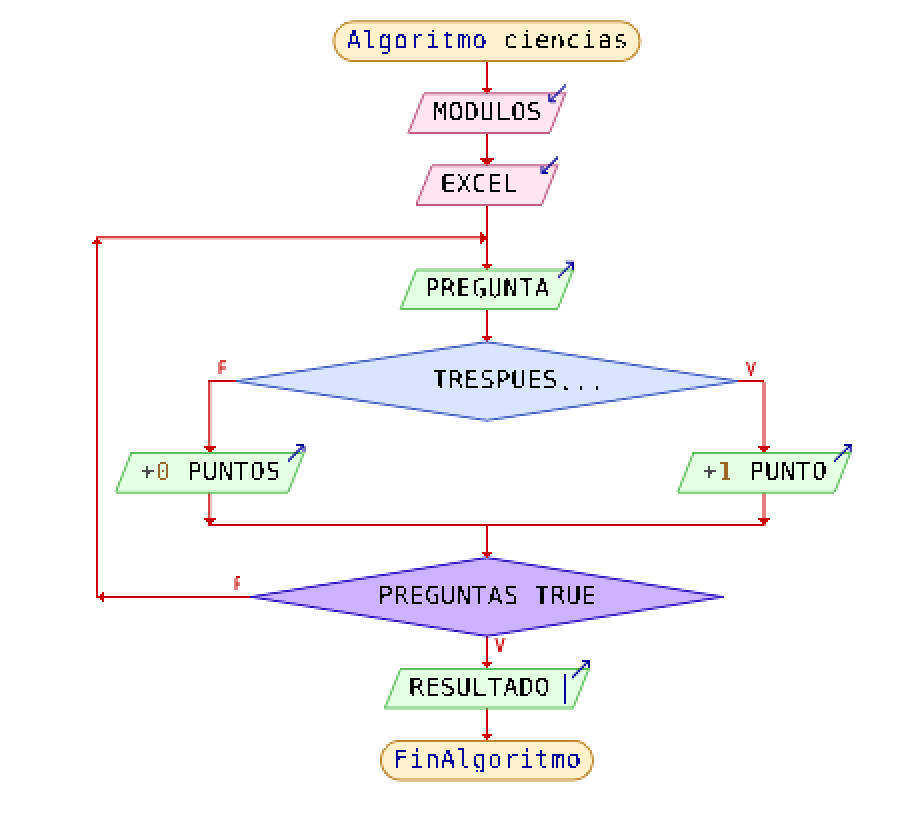 Algoritmo ciencias
MODULOS
EXCEL
PREGUNTA
F
TRESPUES...
V
+0 PUNTOS
+1 PUNTO
F
PREGUNTAS TRUE
V
RESULTADO
FinAlgoritmo